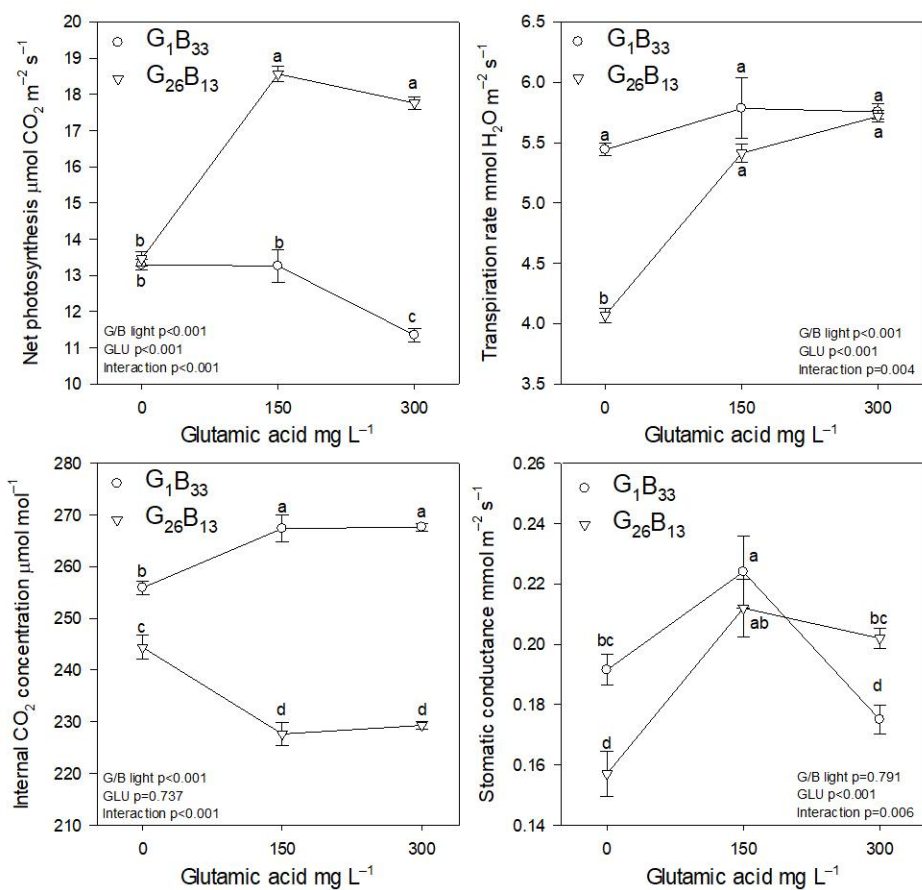 Net photosynthesis μmol CO₂ m⁻² s⁻¹
20
19
18
17
16
15
14
13
12
11
10
G₁B₃₃
G₂₆B₁₃
a
a
b
b
b
c
G/B light p<0.001
GLU p<0.001
Interaction p<0.001
0
150
300
Glutamic acid mg L⁻¹
Transpiration rate mmol H₂O m⁻² s⁻¹
6.5
6.0
5.5
5.0
4.5
4.0
3.5
G₁B₃₃
G₂₆B₁₃
a
a
a
a
a
b
G/B light p<0.001
GLU p<0.001
Interaction p=0.004
0
150
300
Glutamic acid mg L⁻¹
Internal CO₂ concentration μmol mol⁻¹
280
270
260
250
240
230
220
210
G₁B₃₃
G₂₆B₁₃
a
a
b
c
d
d
G/B light p<0.001
GLU p=0.737
Interaction p<0.001
0
150
300
Glutamic acid mg L⁻¹
Stomatic conductance mmol m⁻² s⁻¹
0.26
0.24
0.22
0.20
0.18
0.16
0.14
G₁B₃₃
G₂₆B₁₃
a
bc
ab
bc
d
d
G/B light p=0.791
GLU p<0.001
Interaction p=0.006
0
150
300
Glutamic acid mg L⁻¹